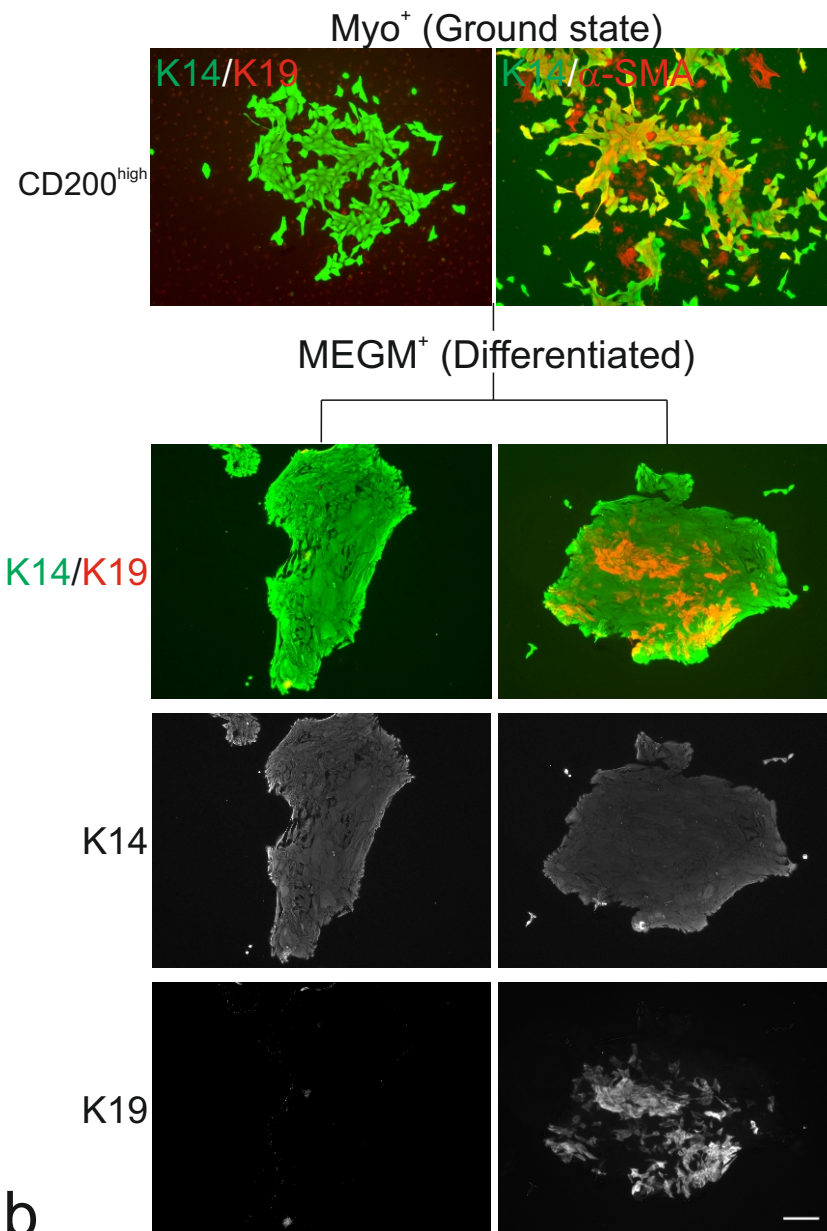 Myo⁺ (Ground state)
K14/K19
K14/α-SMA
CD200ʰⁱᵍʰ
MEGM⁺ (Differentiated)
K14/K19
K14
K19
b